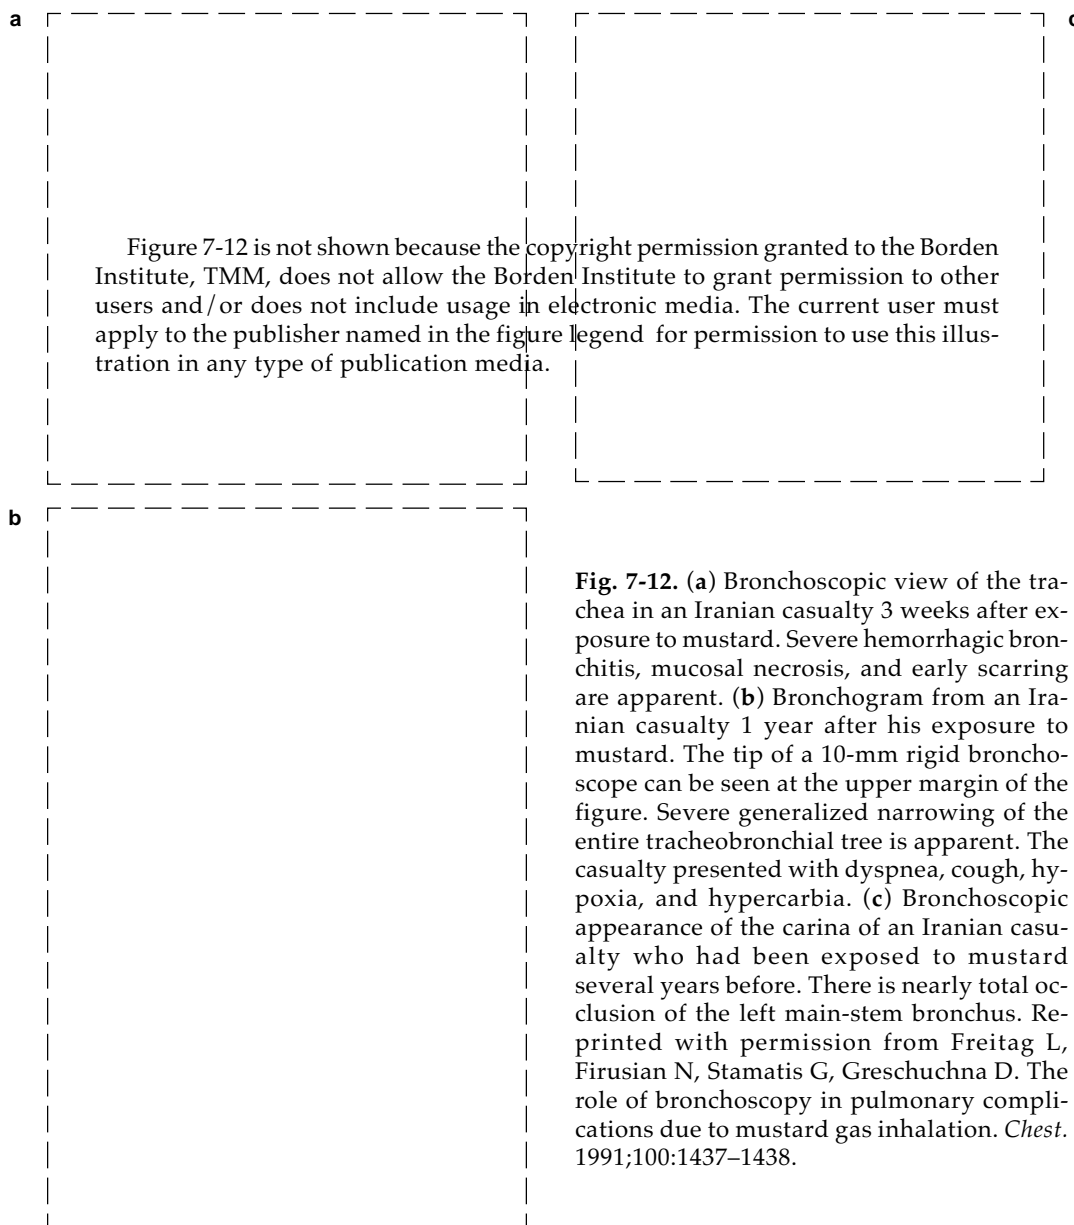 a
Figure 7-12 is not shown because the copyright permission granted to the Borden
Institute, TMM, does not allow the Borden Institute to grant permission to other
users and/or does not include usage in electronic media. The current user must
apply to the publisher named in the figure legend for permission to use this illus-
tration in any type of publication media.
b
Fig. 7-12. (a) Bronchoscopic view of the tra-
chea in an Iranian casualty 3 weeks after ex-
posure to mustard. Severe hemorrhagic bron-
chitis, mucosal necrosis, and early scarring
are apparent. (b) Bronchogram from an Ira-
nian casualty 1 year after his exposure to
mustard. The tip of a 10-mm rigid broncho-
scope can be seen at the upper margin of the
figure. Severe generalized narrowing of the
entire tracheobronchial tree is apparent. The
casualty presented with dyspnea, cough, hy-
poxia, and hypercarbia. (c) Bronchoscopic
appearance of the carina of an Iranian casu-
alty who had been exposed to mustard
several years before. There is nearly total oc-
clusion of the left main-stem bronchus. Re-
printed with permission from Freitag L,
Firusian N, Stamatis G, Greschuchna D. The
role of bronchoscopy in pulmonary compli-
cations due to mustard gas inhalation. Chest.
1991;100:1437–1438.